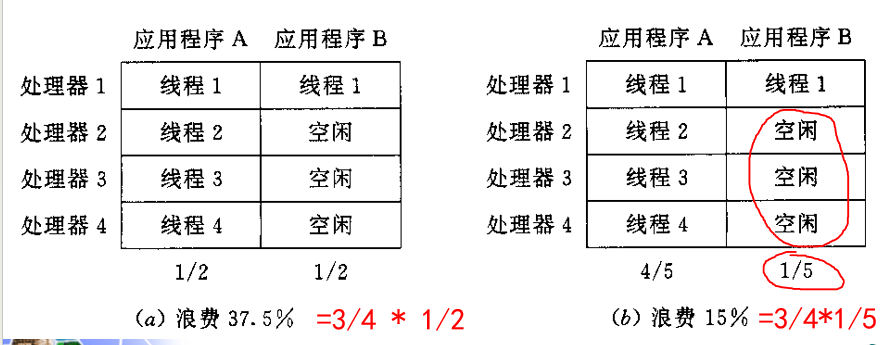 应用程序 A 应用程序 B
处理器 1 线程 1 线程 1
处理器 2 线程 2 空闲
处理器 3 线程 3 空闲
处理器 4 线程 4 空闲
1/2 1/2
(a) 浪费 37.5% =3/4 * 1/2
应用程序 A 应用程序 B
处理器 1 线程 1 线程 1
处理器 2 线程 2 空闲
处理器 3 线程 3 空闲
处理器 4 线程 4 空闲
4/5 1/5
(b) 浪费 15% =3/4*1/5